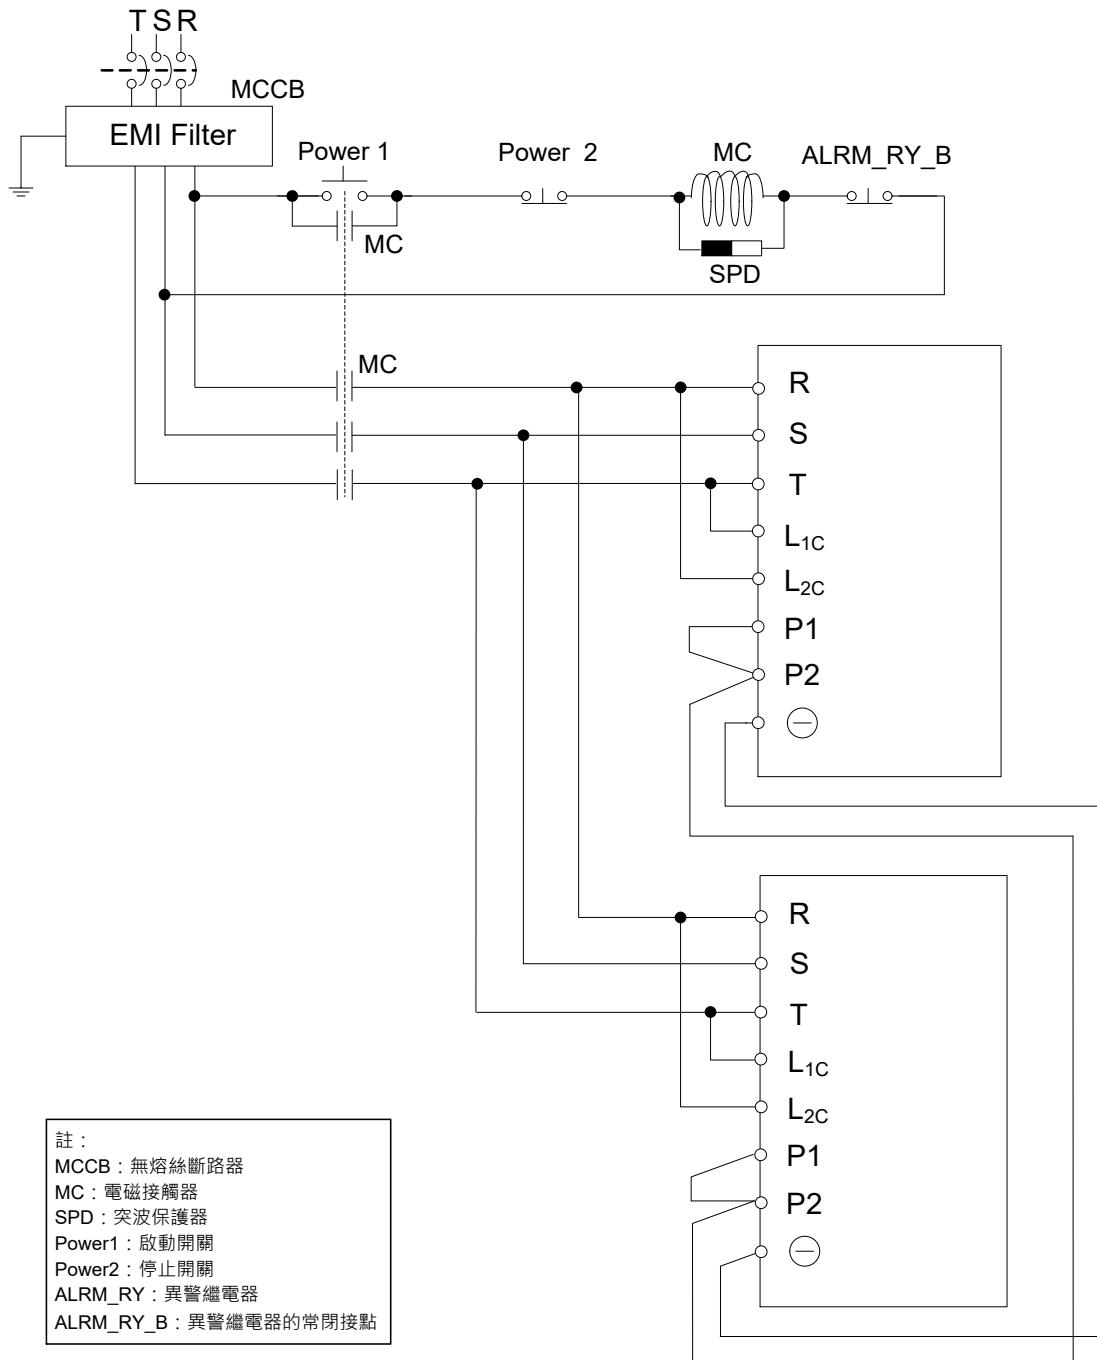 T S R
MCCB
EMI Filter
Power 1
Power 2
MC
ALRM_RY_B
MC
SPD
MC
R
S
T
L1C
L2C
P1
P2
R
S
T
L1C
L2C
P1
P2
註：
MCCB：無熔絲斷路器
MC：電磁接觸器
SPD：突波保護器
Power1：啟動開關
Power2：停止開關
ALRM_RY：異警繼電器
ALRM_RY_B：異警繼電器的常閉接點